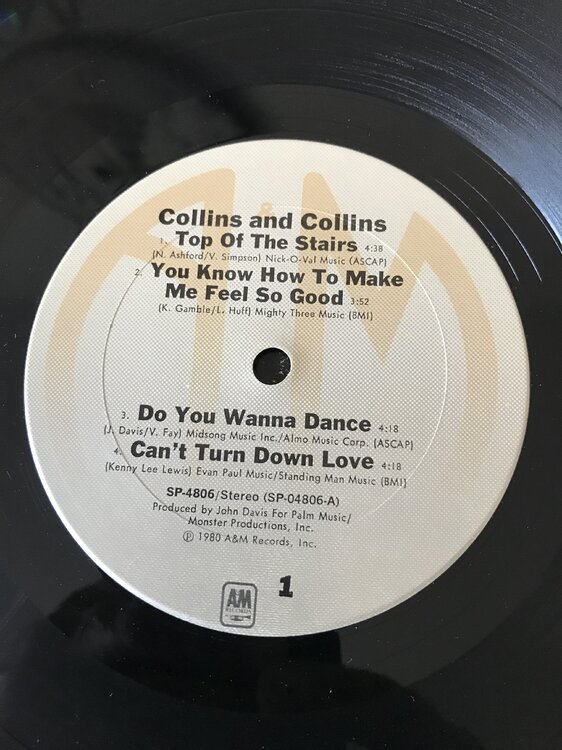 Collins and Collins
1. Top Of The Stairs 4:38
(N. Ashford/V. Simpson) Nick-O-Val Music (ASCAP)
2. You Know How To Make
Me Feel So Good 3:52
(K. Gamble/L. Huff) Mighty Three Music (BMI)
3. Do You Wanna Dance 4:18
(J. Davis/V. Fay) Midsong Music Inc./Almo Music Corp. (ASCAP)
4. Can't Turn Down Love 4:18
(Kenny Lee Lewis) Evan Paul Music/Standing Man Music (BMI)
SP-4806/Stereo (SP-04806-A)
Produced by John Davis For Palm Music/
Monster Productions, Inc.
℗ 1980 A&M Records, Inc.
AM
RECORDS
1